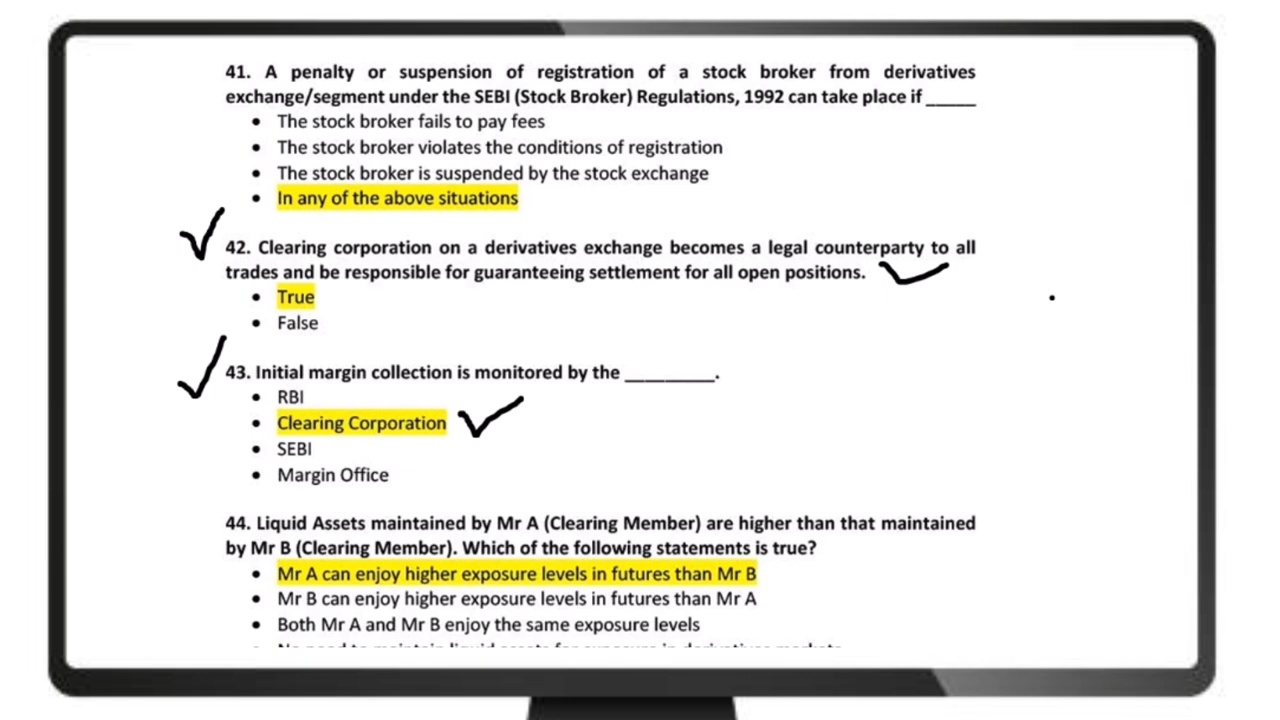 41. A penalty or suspension of registration of a stock broker from derivatives
exchange/segment under the SEBI (Stock Broker) Regulations, 1992 can take place if _____
• The stock broker fails to pay fees
• The stock broker violates the conditions of registration
• The stock broker is suspended by the stock exchange
• In any of the above situations
42. Clearing corporation on a derivatives exchange becomes a legal counterparty to all
trades and be responsible for guaranteeing settlement for all open positions.
• True
• False
43. Initial margin collection is monitored by the _________.
• RBI
• Clearing Corporation
• SEBI
• Margin Office
44. Liquid Assets maintained by Mr A (Clearing Member) are higher than that maintained
by Mr B (Clearing Member). Which of the following statements is true?
• Mr A can enjoy higher exposure levels in futures than Mr B
• Mr B can enjoy higher exposure levels in futures than Mr A
• Both Mr A and Mr B enjoy the same exposure levels